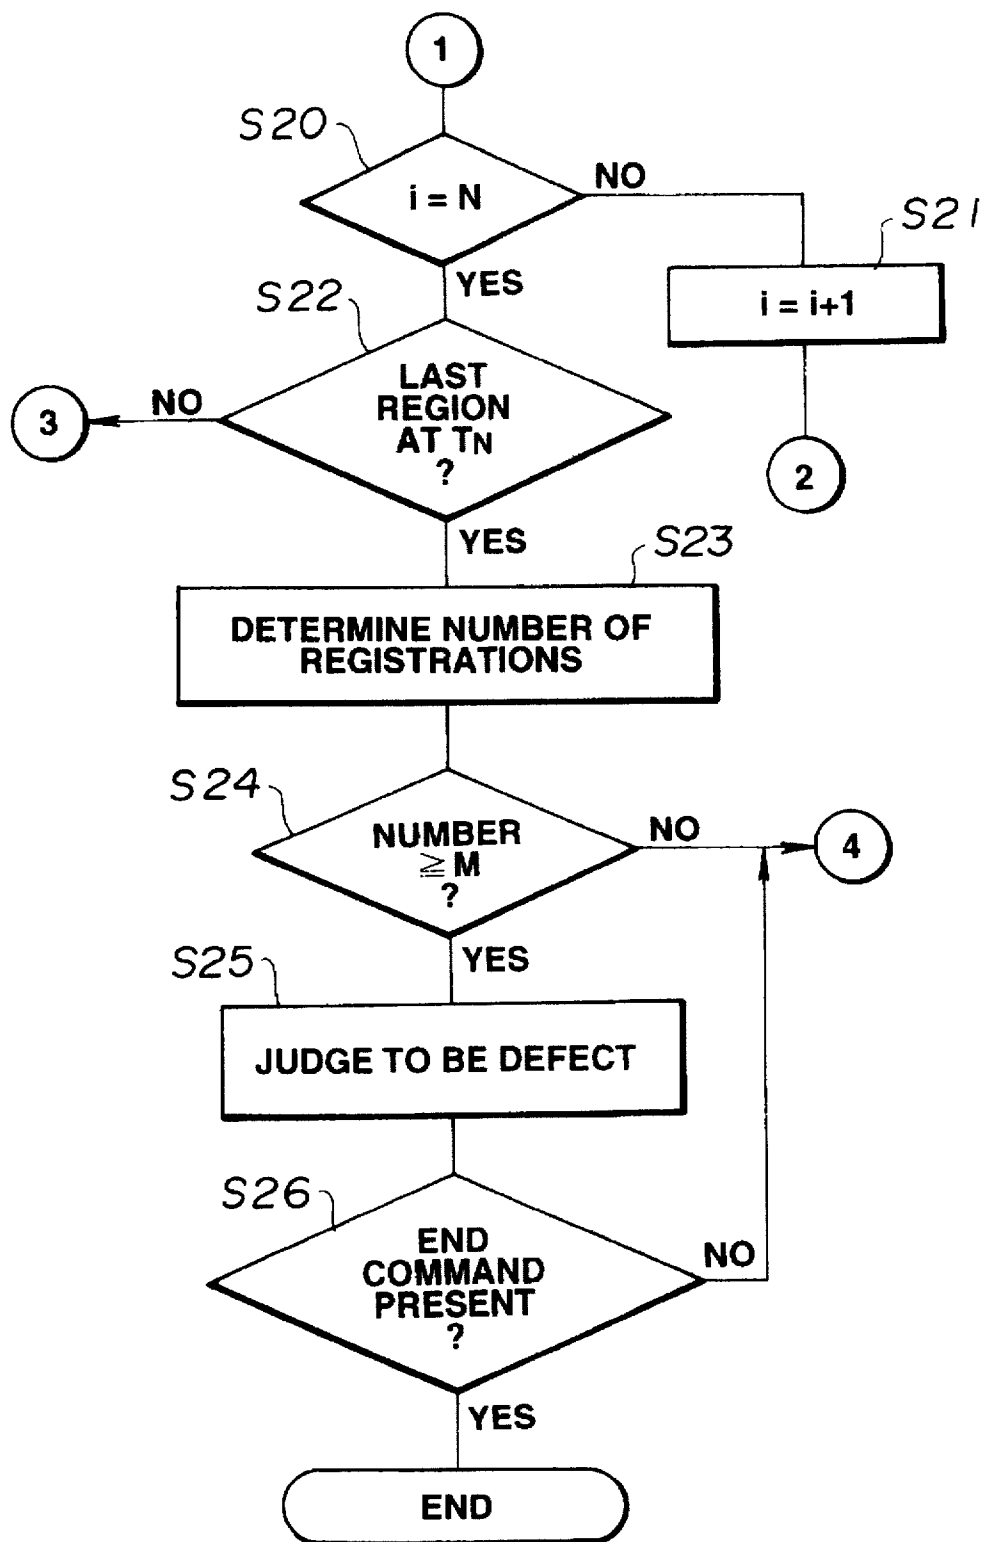 1
S20
i = N
NO
S21
YES
i = i+1
S22
LAST
REGION
AT TN
?
NO
3
2
YES
S23
DETERMINE NUMBER OF
REGISTRATIONS
S24
NUMBER
≧ M
?
NO
4
YES
S25
JUDGE TO BE DEFECT
S26
END
COMMAND
PRESENT
?
NO
YES
END